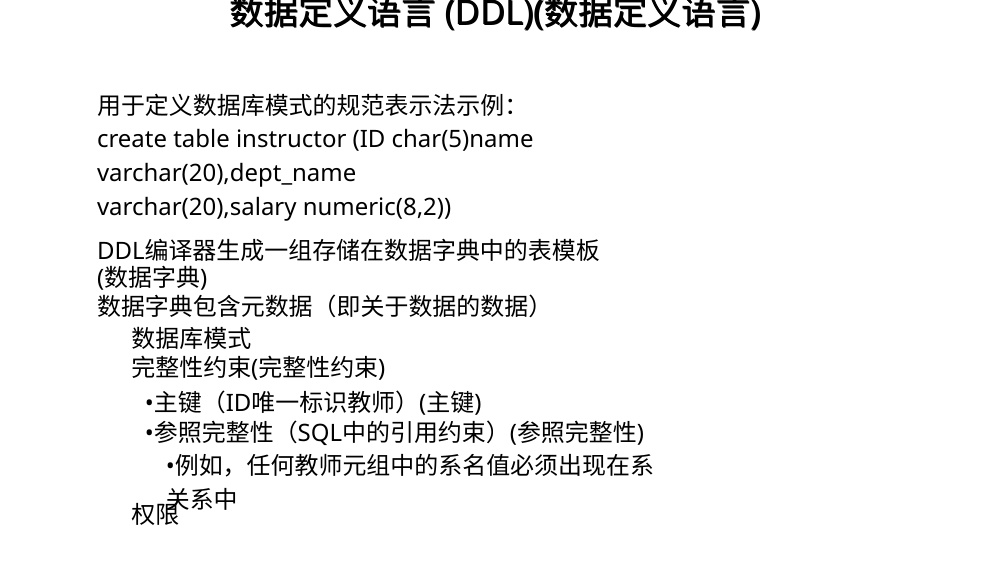 数据定义语言 (DDL)(数据定义语言)
用于定义数据库模式的规范表示法示例：
create table instructor (ID char(5)name
varchar(20),dept_name
varchar(20),salary numeric(8,2))
DDL编译器生成一组存储在数据字典中的表模板
(数据字典)
数据字典包含元数据（即关于数据的数据）
数据库模式
完整性约束(完整性约束)
•主键（ID唯一标识教师）(主键)
•参照完整性（SQL中的引用约束）(参照完整性)
•例如，任何教师元组中的系名值必须出现在系
关系中
权限